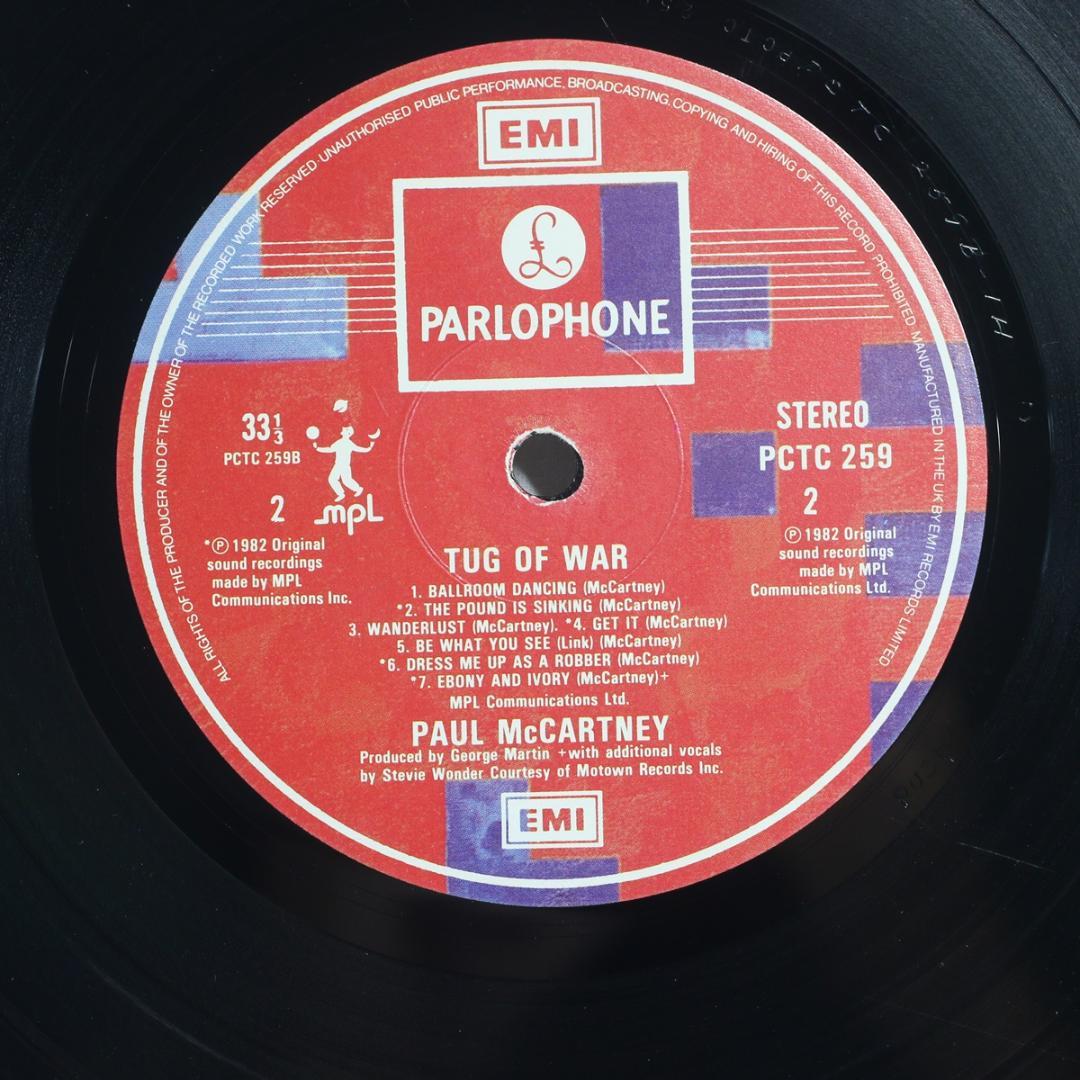 ALL RIGHTS OF THE PRODUCER AND OF THE OWNER OF THE RECORDED WORK RESERVED · UNAUTHORISED PUBLIC PERFORMANCE, BROADCASTING, COPYING AND HIRING OF THIS RECORD PROHIBITED. MANUFACTURED IN THE UK BY EMI RECORDS LIMITED
EMI
£
PARLOPHONE
33⅓
PCTC 259B
2
mpL
STEREO
PCTC 259
2
*Ⓟ 1982 Original
sound recordings
made by MPL
Communications Inc.
Ⓟ 1982 Original
sound recordings
made by MPL
Communications Ltd.
TUG OF WAR
1. BALLROOM DANCING (McCartney)
*2. THE POUND IS SINKING (McCartney)
3. WANDERLUST (McCartney). *4. GET IT (McCartney)
5. BE WHAT YOU SEE (Link) (McCartney)
*6. DRESS ME UP AS A ROBBER (McCartney)
*7. EBONY AND IVORY (McCartney)+
MPL Communications Ltd.
PAUL McCARTNEY
Produced by George Martin +with additional vocals
by Stevie Wonder Courtesy of Motown Records Inc.
EMI